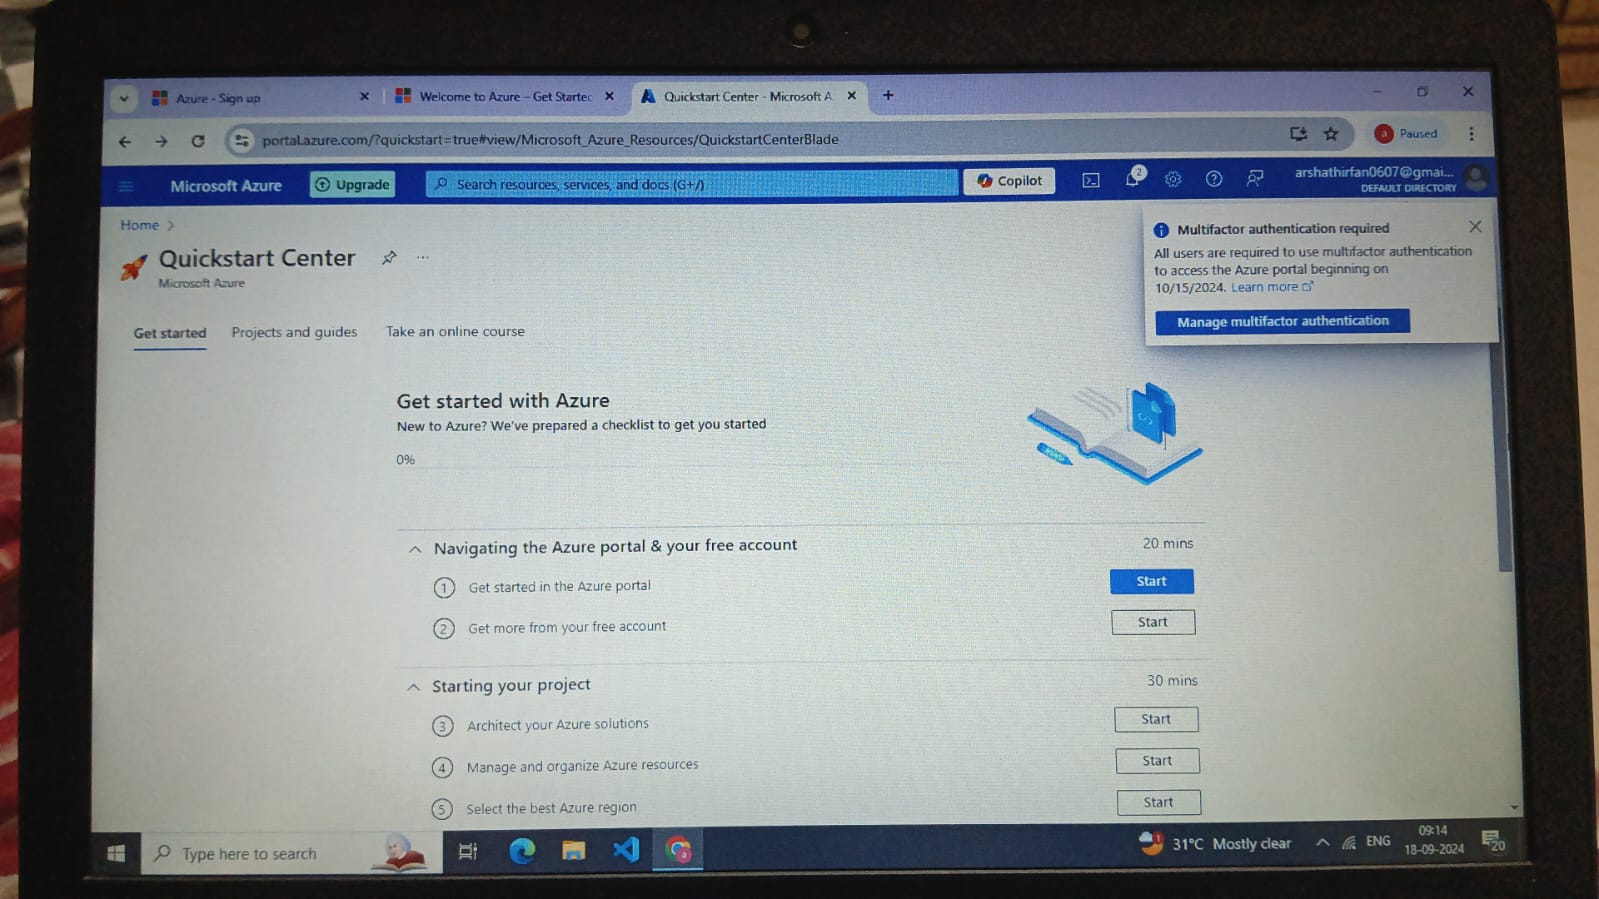 Azure - Sign up
Welcome to Azure – Get Started
Quickstart Center - Microsoft A
portal.azure.com/?quickstart=true#view/Microsoft_Azure_Resources/QuickstartCenterBlade
a
Paused
Microsoft Azure
Upgrade
Search resources, services, and docs (G+/)
Copilot
2
arshathirfan0607@gmai...
DEFAULT DIRECTORY
Home >
Quickstart Center
...
Microsoft Azure
Multifactor authentication required
All users are required to use multifactor authentication
to access the Azure portal beginning on
10/15/2024. Learn more
Manage multifactor authentication
Get started
Projects and guides
Take an online course
Get started with Azure
New to Azure? We've prepared a checklist to get you started
0%
Navigating the Azure portal & your free account
20 mins
1 Get started in the Azure portal
Start
2 Get more from your free account
Start
Starting your project
30 mins
3 Architect your Azure solutions
Start
4 Manage and organize Azure resources
Start
5 Select the best Azure region
Start
Type here to search
1
31°C Mostly clear
ENG
09:14
18-09-2024
20